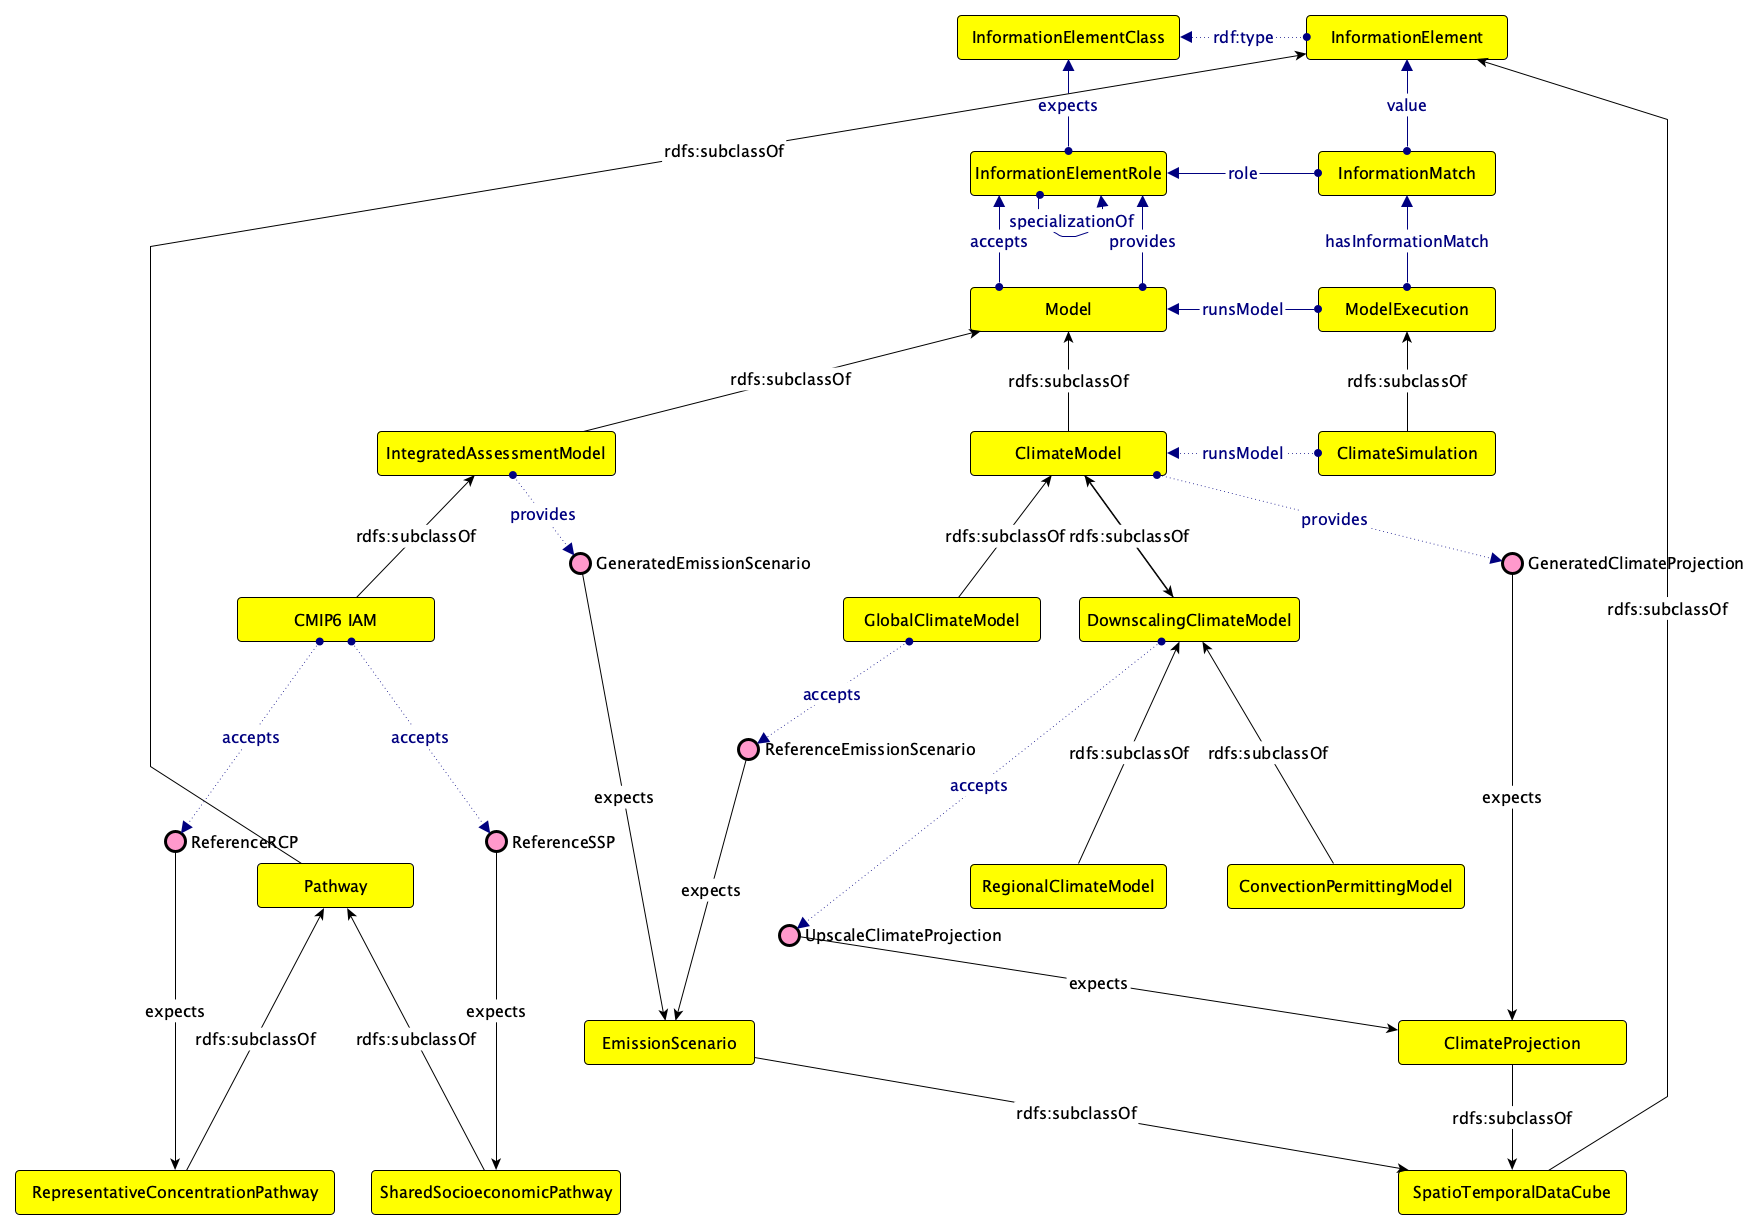 InformationElementClass
rdf:type
InformationElement
expects
value
rdfs:subclassOf
InformationElementRole
role
InformationMatch
specializationOf
accepts
provides
hasInformationMatch
Model
runsModel
ModelExecution
rdfs:subclassOf
rdfs:subclassOf
rdfs:subclassOf
IntegratedAssessmentModel
ClimateModel
runsModel
ClimateSimulation
provides
provides
rdfs:subclassOf
rdfs:subclassOf
rdfs:subclassOf
GeneratedEmissionScenario
GeneratedClimateProjection
rdfs:subclassOf
CMIP6 IAM
GlobalClimateModel
DownscalingClimateModel
accepts
accepts
accepts
ReferenceEmissionScenario
rdfs:subclassOf
rdfs:subclassOf
accepts
expects
expects
ReferenceRCP
ReferenceSSP
Pathway
expects
RegionalClimateModel
ConvectionPermittingModel
UpscaleClimateProjection
expects
expects
expects
rdfs:subclassOf
rdfs:subclassOf
EmissionScenario
ClimateProjection
rdfs:subclassOf
rdfs:subclassOf
RepresentativeConcentrationPathway
SharedSocioeconomicPathway
SpatioTemporalDataCube